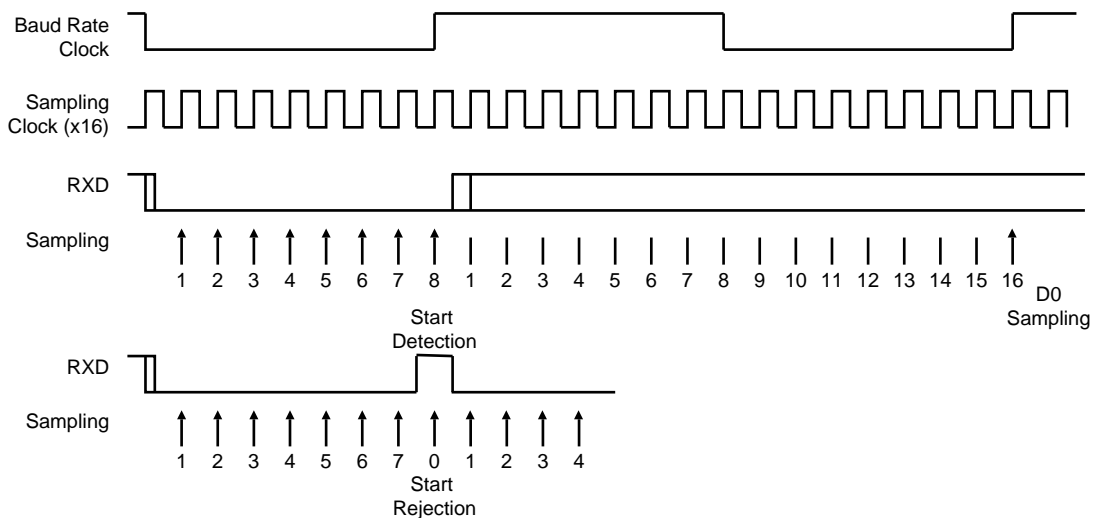 Baud Rate
Clock
Sampling
Clock (x16)
RXD
Sampling
1 2 3 4 5 6 7 8 1 2 3 4 5 6 7 8 9 10 11 12 13 14 15 16
D0
Sampling
Start
Detection
RXD
Sampling
1 2 3 4 5 6 7 0 1 2 3 4
Start
Rejection